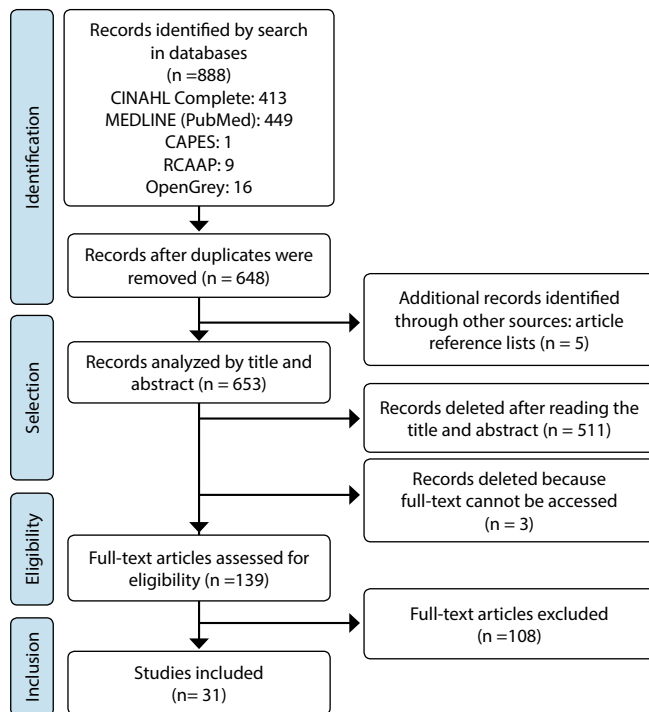 Identification
Records identified by search
in databases
(n =888)
CINAHL Complete: 413
MEDLINE (PubMed): 449
CAPES: 1
RCAAP: 9
OpenGrey: 16
Records after duplicates were
removed (n = 648)
Additional records identified
through other sources: article
reference lists (n = 5)
Selection
Records analyzed by title and
abstract (n = 653)
Records deleted after reading the
title and abstract (n = 511)
Records deleted because
full-text cannot be accessed
(n = 3)
Eligibility
Full-text articles assessed for
eligibility (n =139)
Full-text articles excluded
(n =108)
Inclusion
Studies included
(n= 31)